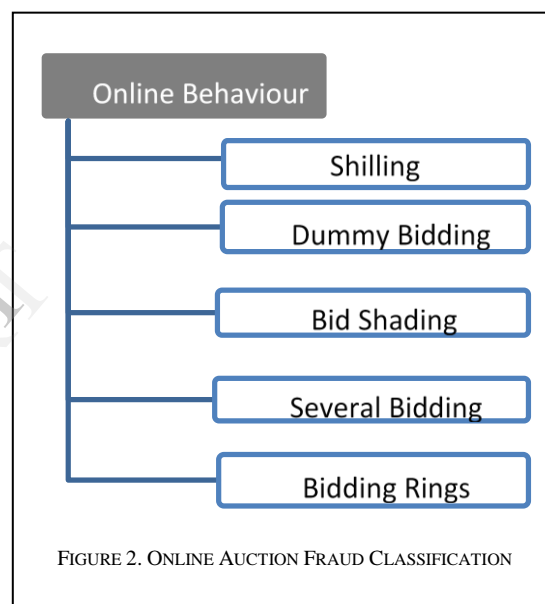 Online Behaviour
Shilling
Dummy Bidding
Bid Shading
Several Bidding
Bidding Rings
FIGURE 2. ONLINE AUCTION FRAUD CLASSIFICATION